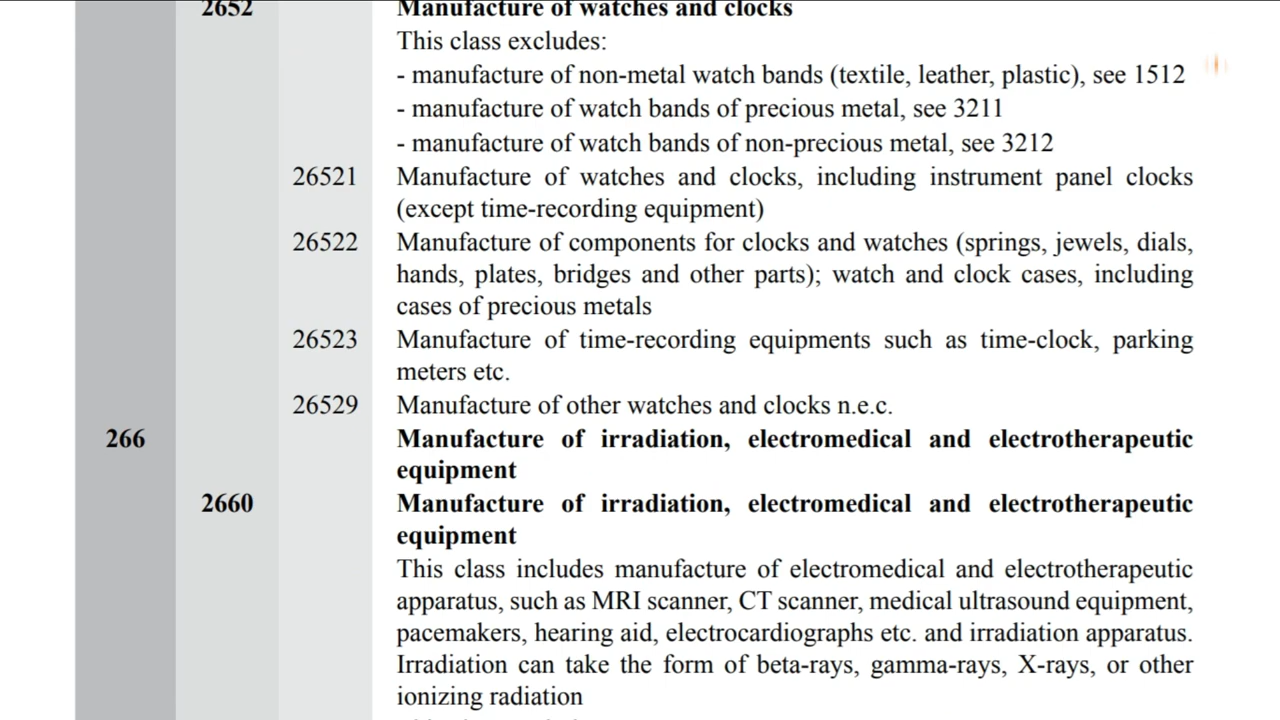 2652 Manufacture of watches and clocks
This class excludes:
- manufacture of non-metal watch bands (textile, leather, plastic), see 1512
- manufacture of watch bands of precious metal, see 3211
- manufacture of watch bands of non-precious metal, see 3212
26521 Manufacture of watches and clocks, including instrument panel clocks
(except time-recording equipment)
26522 Manufacture of components for clocks and watches (springs, jewels, dials,
hands, plates, bridges and other parts); watch and clock cases, including
cases of precious metals
26523 Manufacture of time-recording equipments such as time-clock, parking
meters etc.
26529 Manufacture of other watches and clocks n.e.c.
266 Manufacture of irradiation, electromedical and electrotherapeutic
equipment
2660 Manufacture of irradiation, electromedical and electrotherapeutic
equipment
This class includes manufacture of electromedical and electrotherapeutic
apparatus, such as MRI scanner, CT scanner, medical ultrasound equipment,
pacemakers, hearing aid, electrocardiographs etc. and irradiation apparatus.
Irradiation can take the form of beta-rays, gamma-rays, X-rays, or other
ionizing radiation